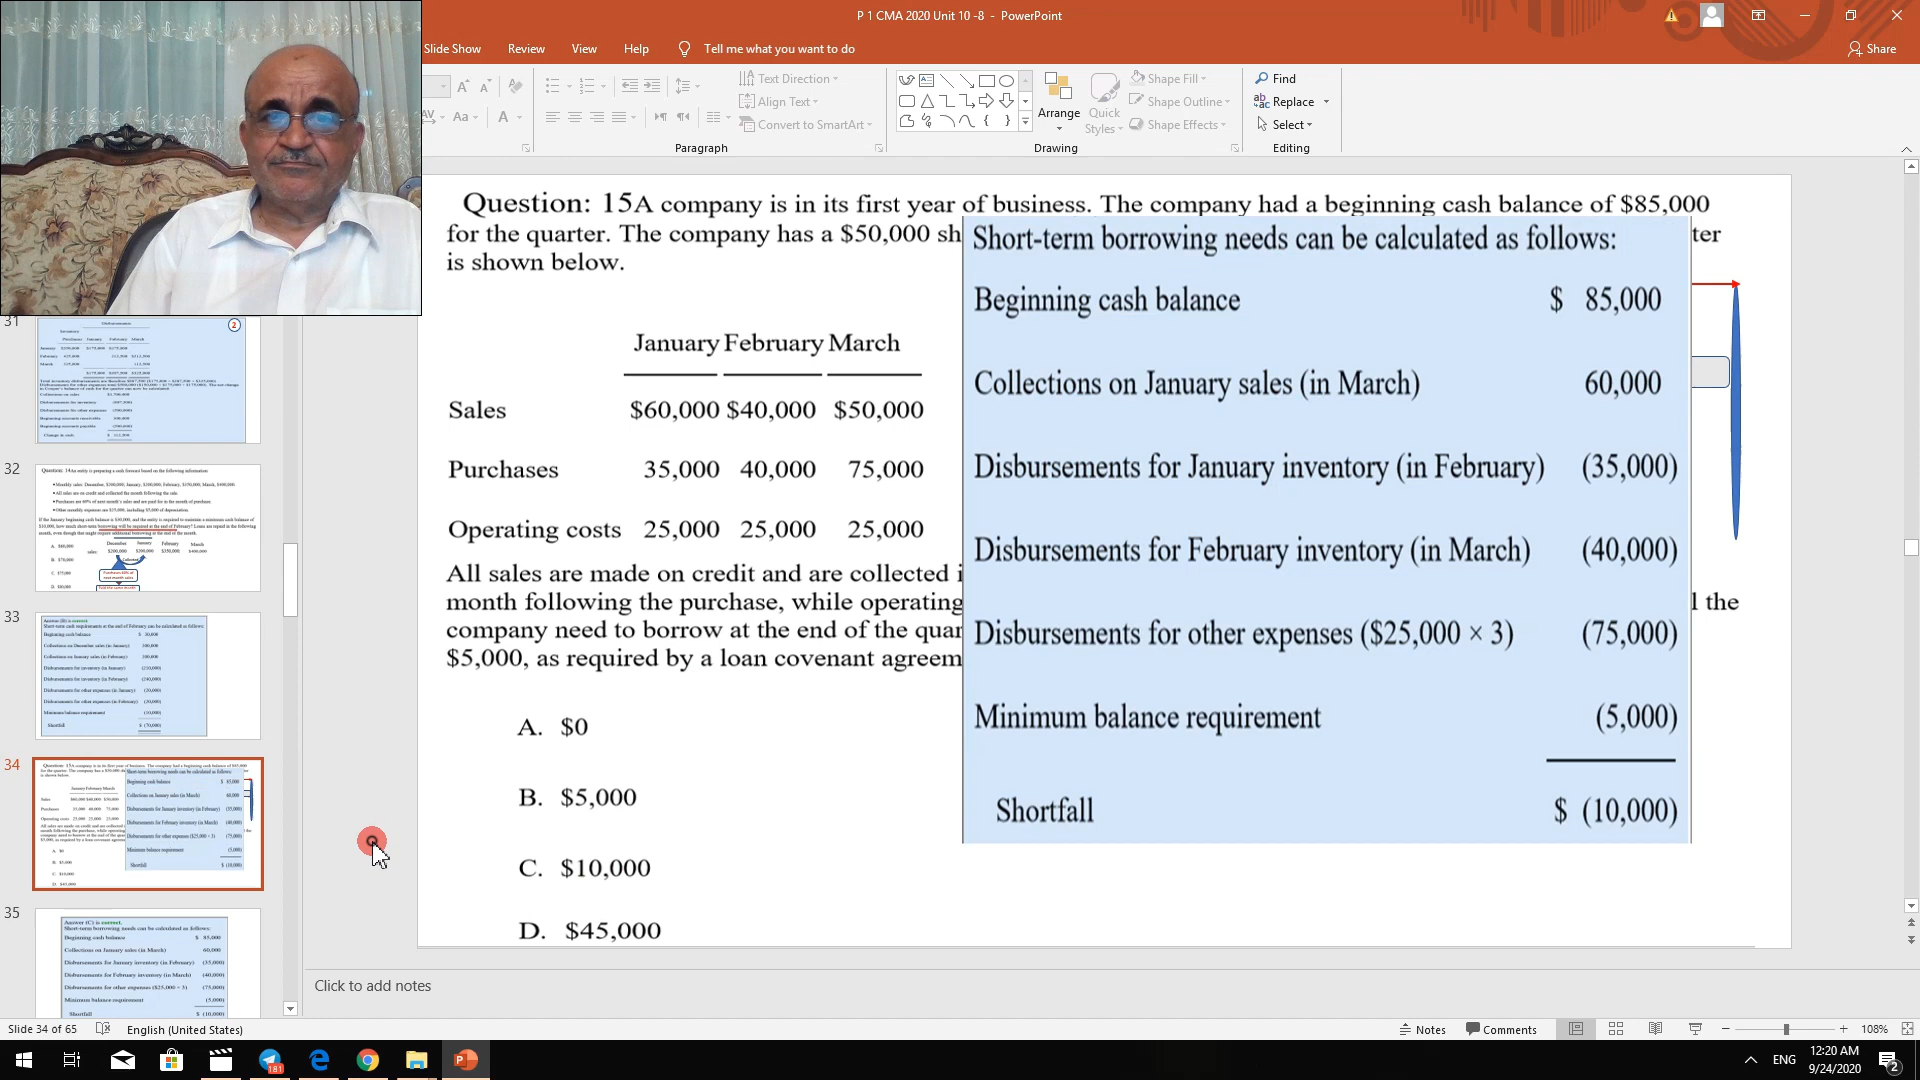 P 1 CMA 2020 Unit 10 -8 - PowerPoint
Slide Show Review View Help Tell me what you want to do Share
Text Direction
Align Text
Convert to SmartArt
Arrange
Quick Styles
Shape Fill
Shape Outline
Shape Effects
Find
Replace
Select
Paragraph Drawing Editing
31
32
33
34
35
Question: 15A company is in its first year of business. The company had a beginning cash balance of $85,000
for the quarter. The company has a $50,000 sh ter
is shown below.
January February March
Sales $60,000 $40,000 $50,000
Purchases 35,000 40,000 75,000
Operating costs 25,000 25,000 25,000
All sales are made on credit and are collected i
month following the purchase, while operating l the
company need to borrow at the end of the quar
$5,000, as required by a loan covenant agreem
A. $0
B. $5,000
C. $10,000
D. $45,000
Short-term borrowing needs can be calculated as follows:
Beginning cash balance $ 85,000
Collections on January sales (in March) 60,000
Disbursements for January inventory (in February) (35,000)
Disbursements for February inventory (in March) (40,000)
Disbursements for other expenses ($25,000 × 3) (75,000)
Minimum balance requirement (5,000)
Shortfall $ (10,000)
Click to add notes
Slide 34 of 65 English (United States) Notes Comments 108%
181
ENG
12:20 AM
9/24/2020
2